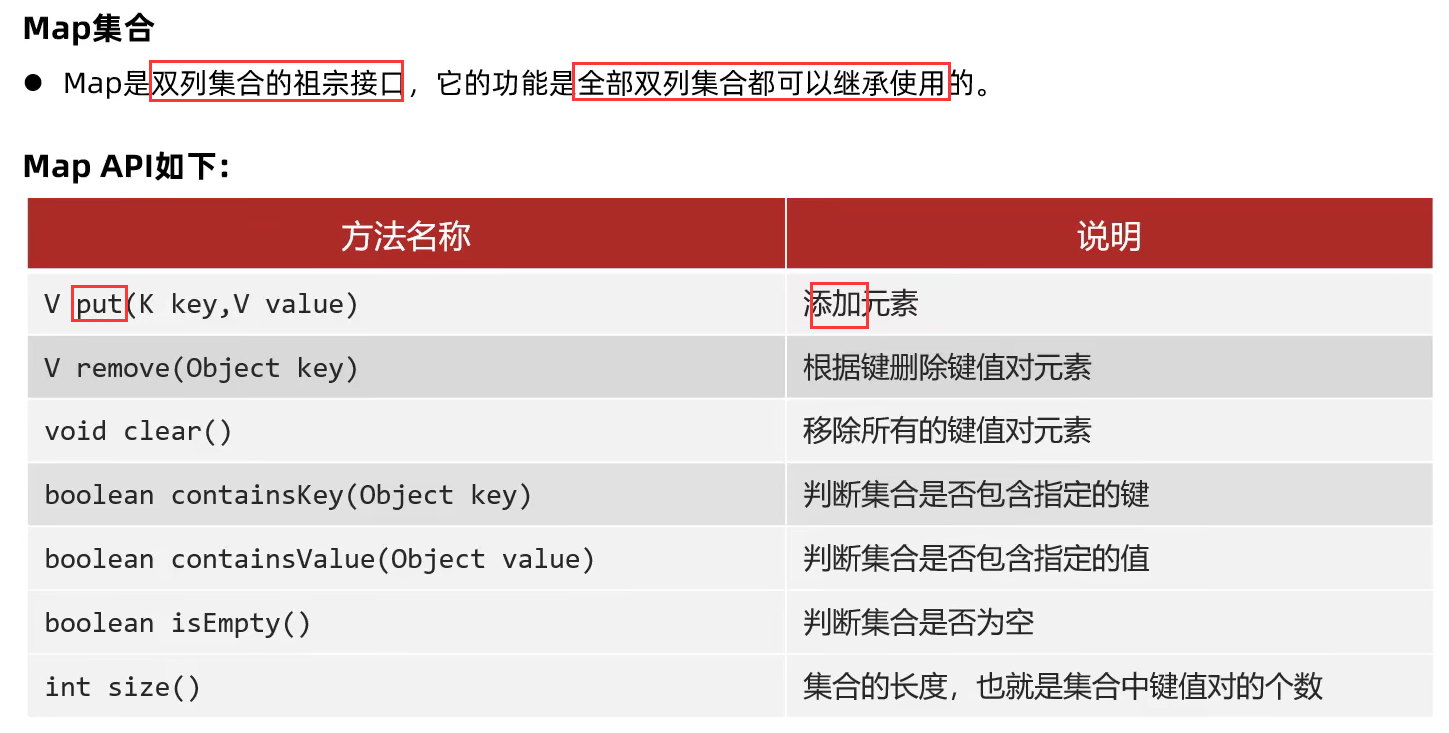 Map集合
● Map是双列集合的祖宗接口，它的功能是全部双列集合都可以继承使用的。
Map API如下：
方法名称 说明
V put(K key,V value) 添加元素
V remove(Object key) 根据键删除键值对元素
void clear() 移除所有的键值对元素
boolean containsKey(Object key) 判断集合是否包含指定的键
boolean containsValue(Object value) 判断集合是否包含指定的值
boolean isEmpty() 判断集合是否为空
int size() 集合的长度，也就是集合中键值对的个数